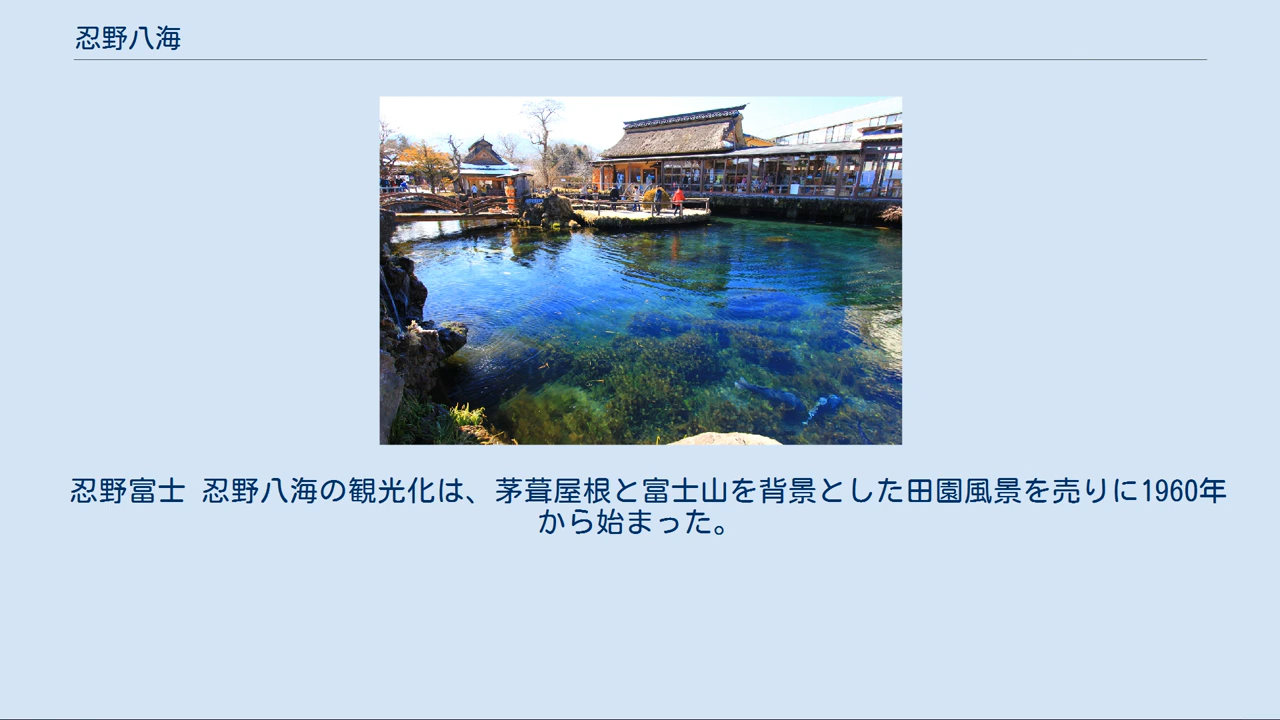 忍野八海
忍野富士 忍野八海の観光化は、茅葺屋根と富士山を背景とした田園風景を売りに1960年
から始まった。